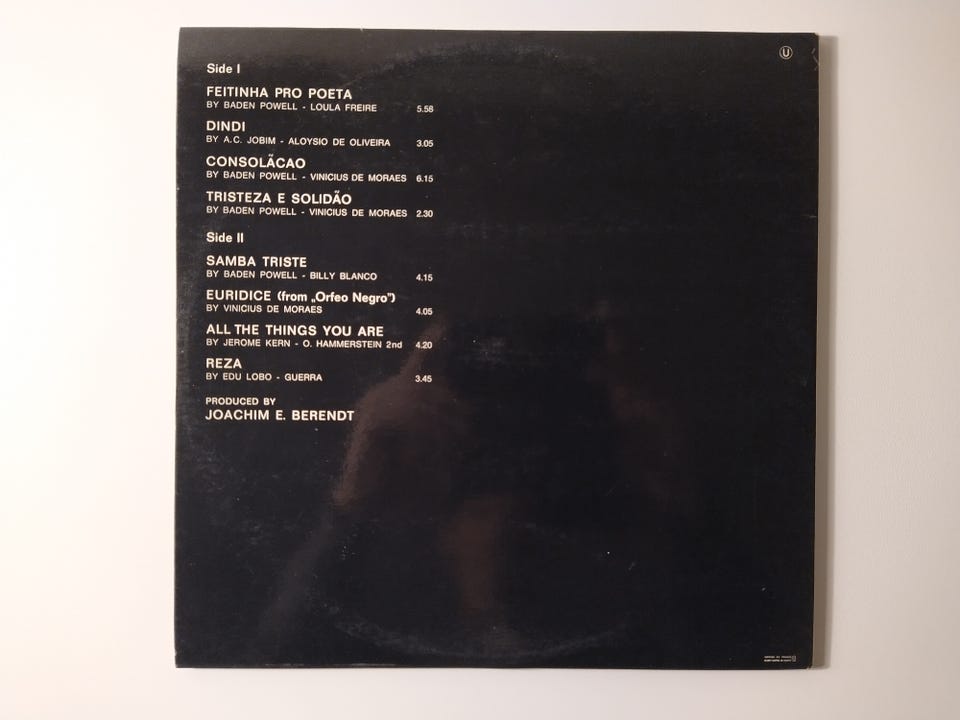 U
Side I
FEITINHA PRO POETA
BY BADEN POWELL - LOULA FREIRE 5.58
DINDI
BY A.C. JOBIM - ALOYSIO DE OLIVEIRA 3.05
CONSOLÃCAO
BY BADEN POWELL - VINICIUS DE MORAES 6.15
TRISTEZA E SOLIDÃO
BY BADEN POWELL - VINICIUS DE MORAES 2.30
Side II
SAMBA TRISTE
BY BADEN POWELL - BILLY BLANCO 4.15
EURIDICE (from „Orfeo Negro”)
BY VINICIUS DE MORAES 4.05
ALL THE THINGS YOU ARE
BY JEROME KERN - O. HAMMERSTEIN 2nd 4.20
REZA
BY EDU LOBO - GUERRA 3.45
PRODUCED BY
JOACHIM E. BERENDT